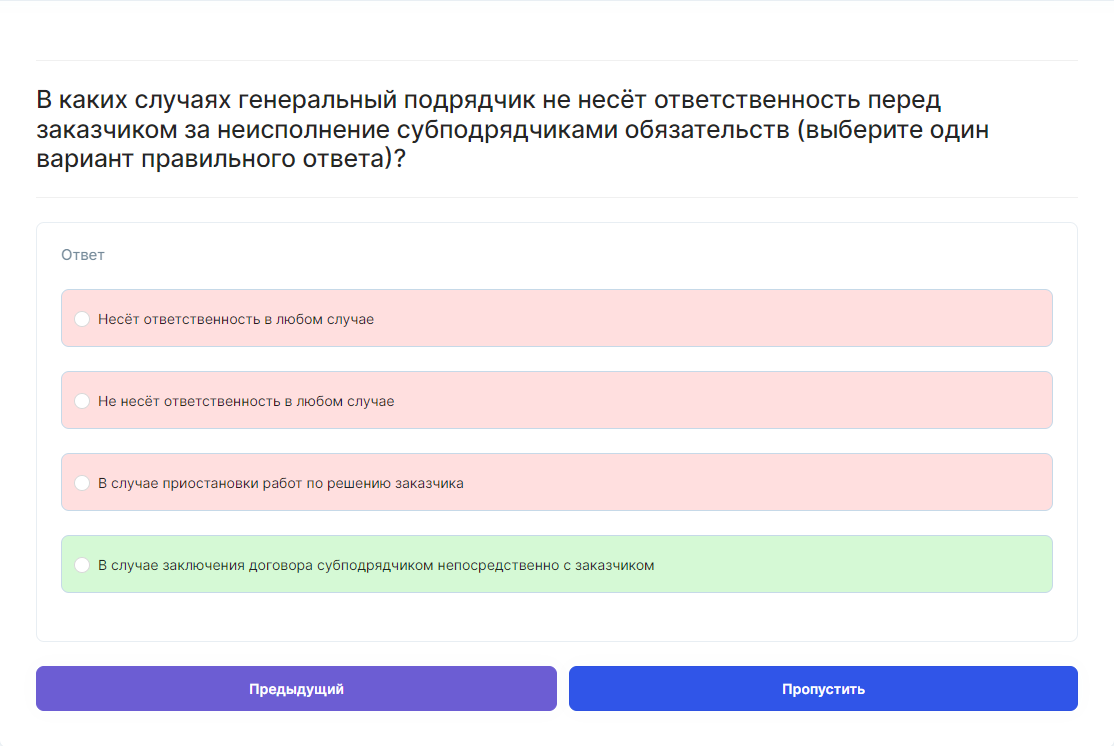 В каких случаях генеральный подрядчик не несёт ответственность перед
заказчиком за неисполнение субподрядчиками обязательств (выберите один
вариант правильного ответа)?
Ответ
Несёт ответственность в любом случае
Не несёт ответственность в любом случае
В случае приостановки работ по решению заказчика
В случае заключения договора субподрядчиком непосредственно с заказчиком
Предыдущий
Пропустить